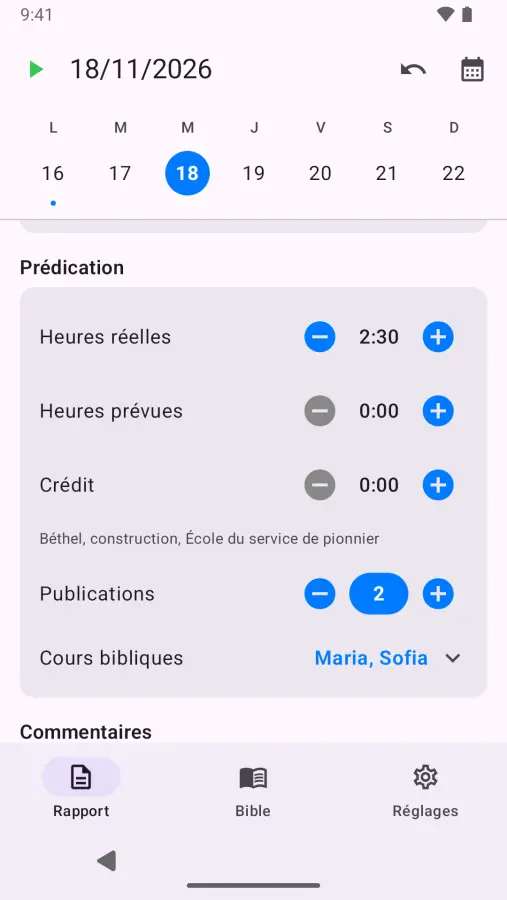 9:41
18/11/2026
L M M J V S D
16 17 18 19 20 21 22
Prédication
Heures réelles 2:30
Heures prévues 0:00
Crédit 0:00
Béthel, construction, École du service de pionnier
Publications 2
Cours bibliques Maria, Sofia
Commentaires
Rapport Bible Réglages